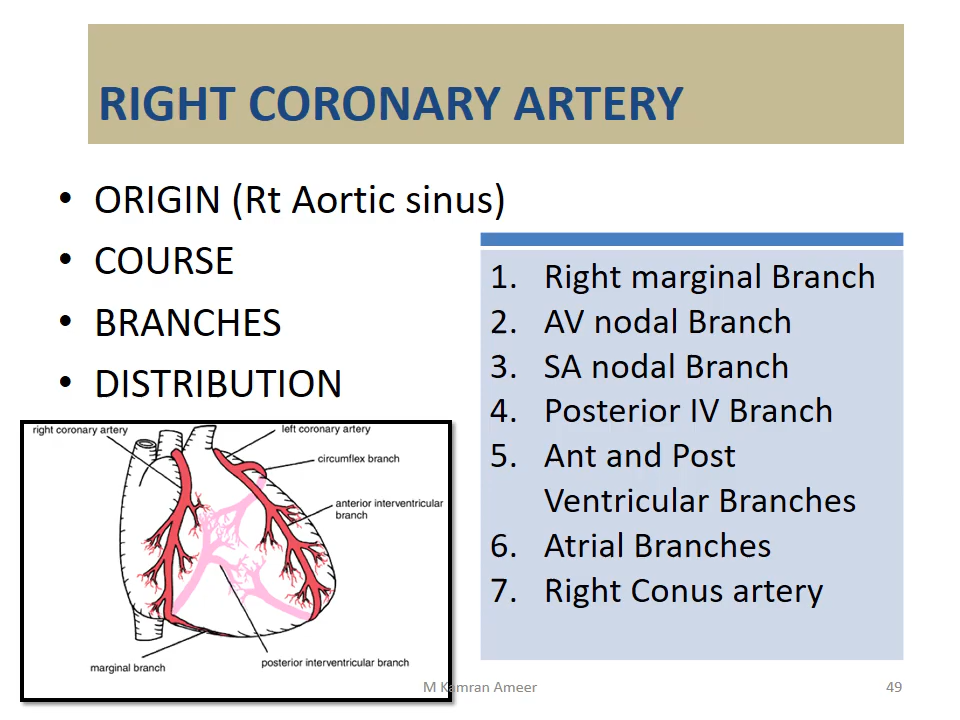 RIGHT CORONARY ARTERY
• ORIGIN (Rt Aortic sinus)
• COURSE
• BRANCHES
• DISTRIBUTION
1. Right marginal Branch
2. AV nodal Branch
3. SA nodal Branch
4. Posterior IV Branch
5. Ant and Post
Ventricular Branches
6. Atrial Branches
7. Right Conus artery
right coronary artery
left coronary artery
circumflex branch
anterior interventricular
branch
marginal branch
posterior interventricular branch
M Kamran Ameer
49